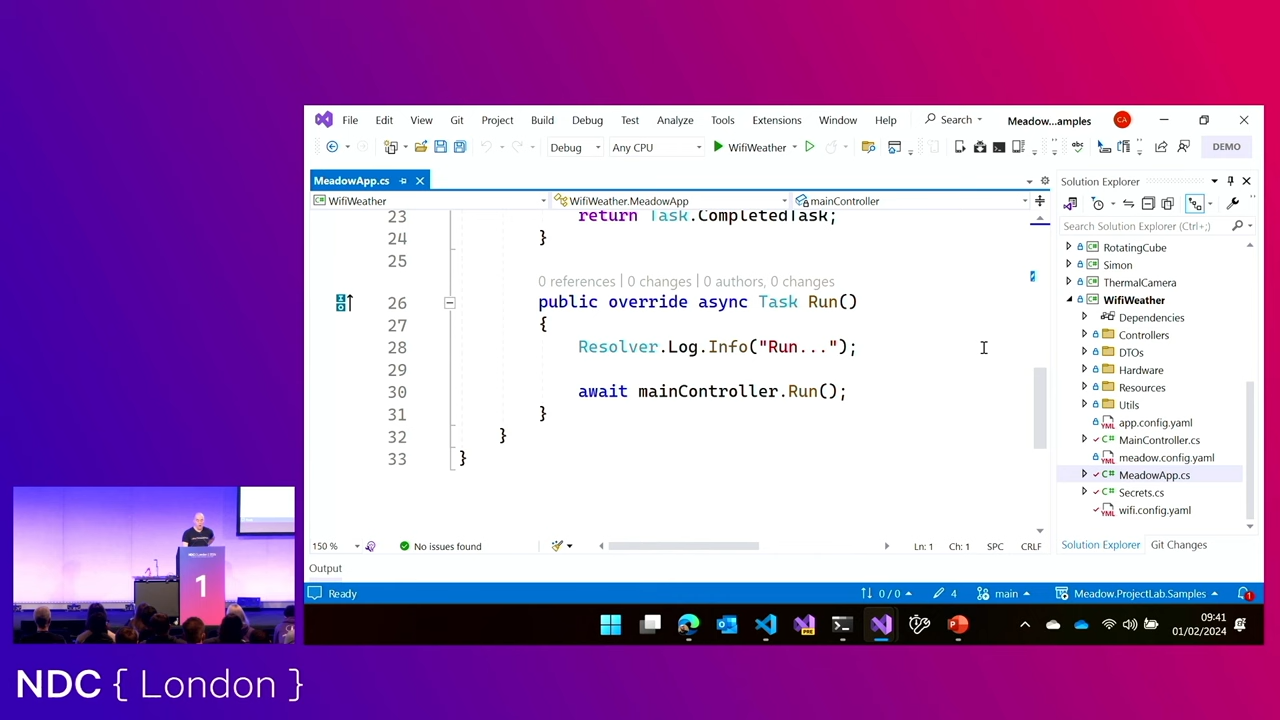 File Edit View Git Project Build Debug Test Analyze Tools Extensions Window Help Search Meadow...amples CA
Debug Any CPU WifiWeather DEMO
MeadowApp.cs
Solution Explorer
WifiWeather WifiWeather.MeadowApp mainController
Search Solution Explorer (Ctrl+;)
23 return Task.CompletedTask;
24 }
25
0 references | 0 changes | 0 authors, 0 changes
26 public override async Task Run()
27 {
28 Resolver.Log.Info("Run...");
29
30 await mainController.Run();
31 }
32 }
33 }
RotatingCube
Simon
ThermalCamera
WifiWeather
Dependencies
Controllers
DTOs
Hardware
Resources
Utils
app.config.yaml
MainController.cs
meadow.config.yaml
MeadowApp.cs
Secrets.cs
wifi.config.yaml
150 % No issues found Ln: 1 Ch: 1 SPC CRLF
Solution Explorer Git Changes
Output
Ready 0 / 0 4 main Meadow.ProjectLab.Samples 1
09:41
01/02/2024
1
NDC { London }